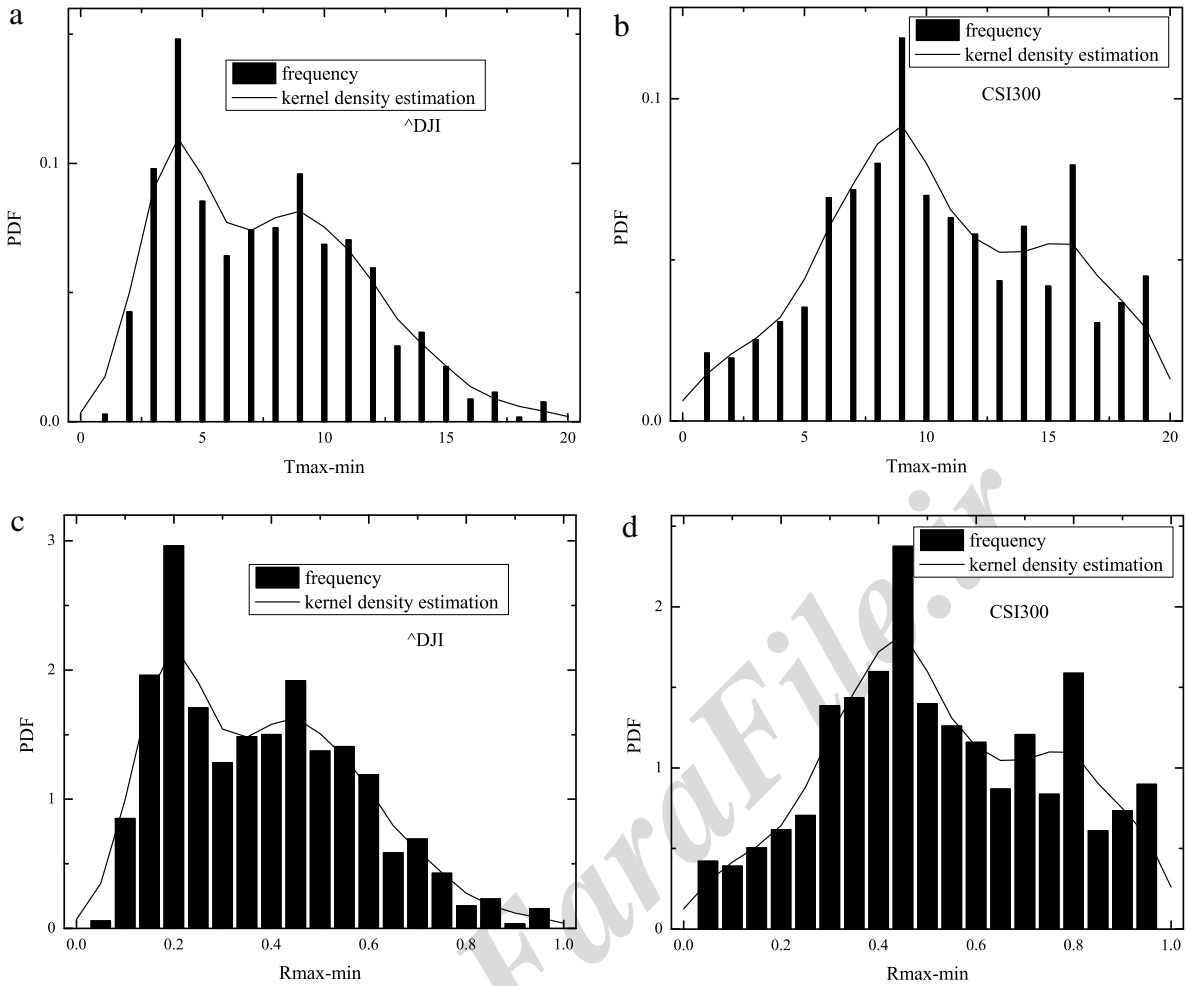 a
frequency
kernel density estimation
^DJI
0.1
0.0
PDF
0 5 10 15 20
Tmax-min
b
frequency
kernel density estimation
CSI300
0.1
0.0
PDF
0 5 10 15 20
Tmax-min
c
frequency
kernel density estimation
^DJI
3
2
1
0
PDF
0.0 0.2 0.4 0.6 0.8 1.0
Rmax-min
d
frequency
kernel density estimation
CSI300
2
1
0
PDF
0.0 0.2 0.4 0.6 0.8 1.0
Rmax-min
FaraFile.ir